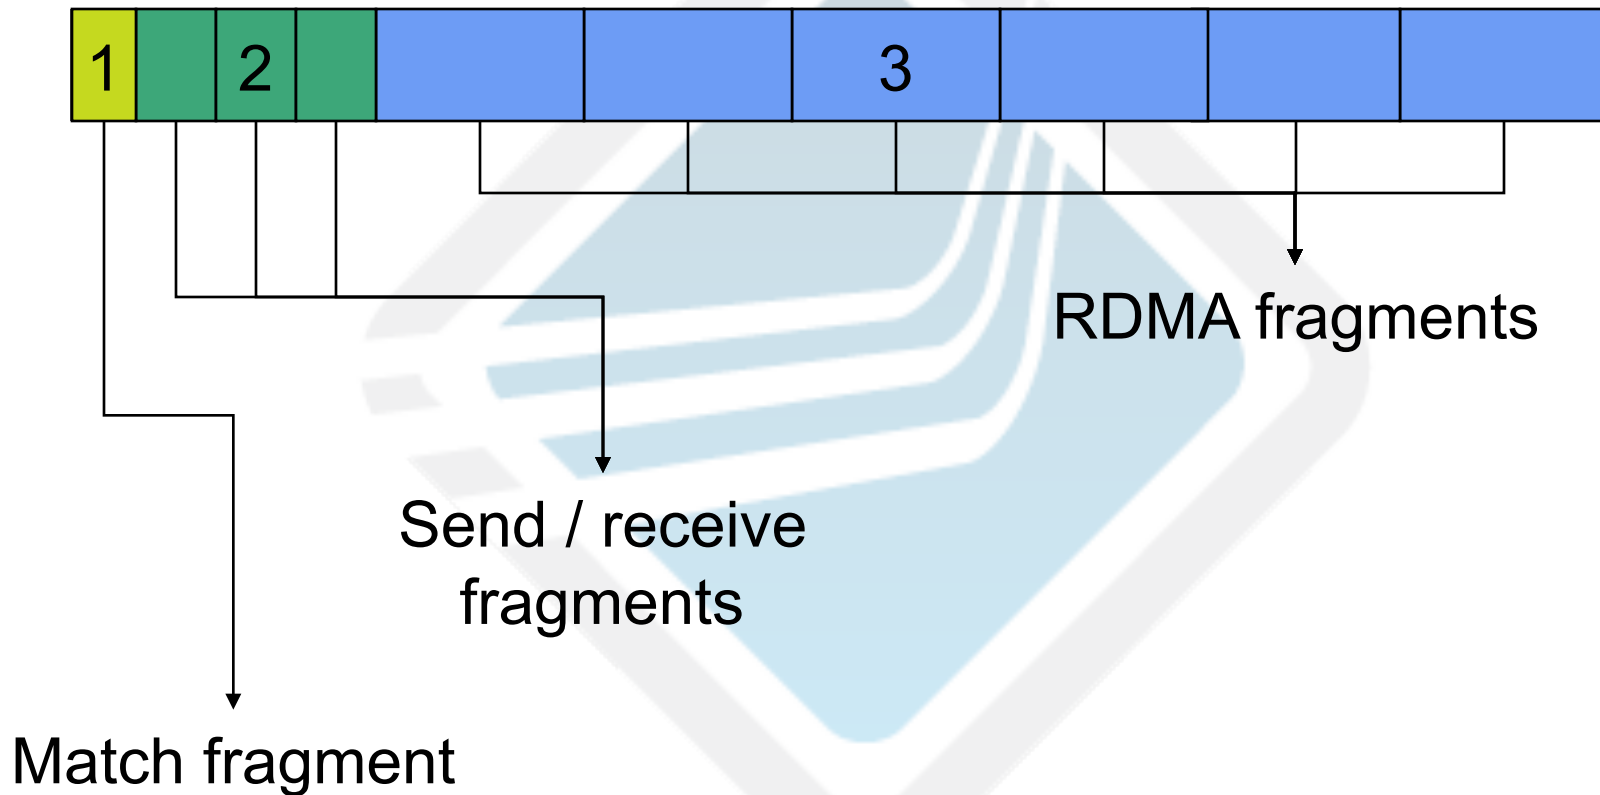 1
2
3
RDMA fragments
Send / receive
fragments
Match fragment